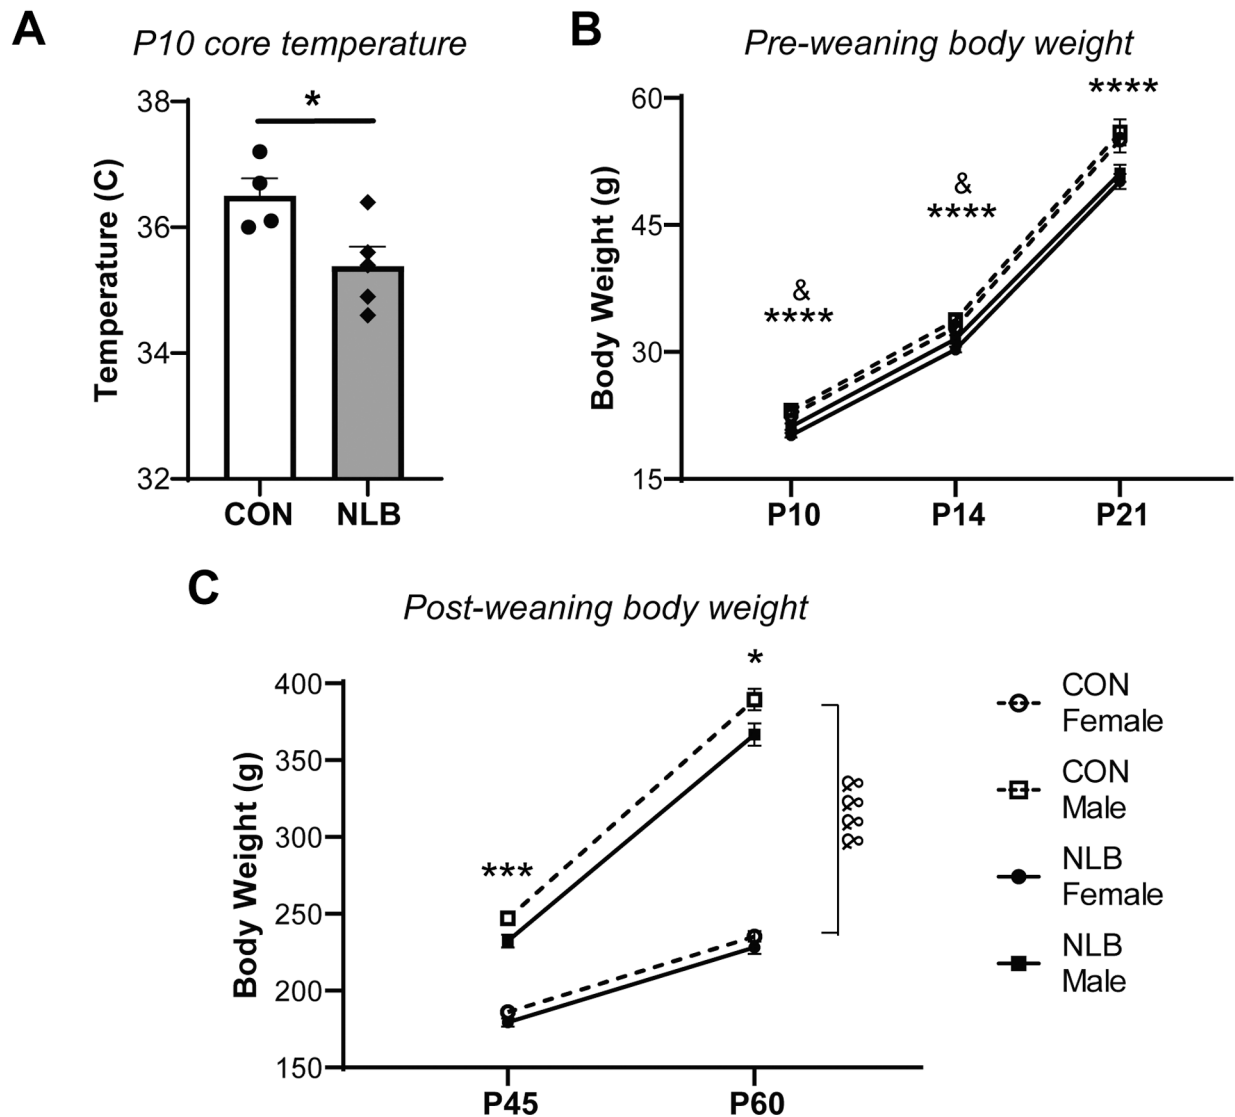 A
P10 core temperature
38
36
34
32
Temperature (C)
*
CON
NLB
B
Pre-weaning body weight
60
45
30
15
Body Weight (g)
&
****
&
****
****
P10
P14
P21
C
Post-weaning body weight
400
350
300
250
200
150
Body Weight (g)
***
*
&&&&
P45
P60
CON
Female
CON
Male
NLB
Female
NLB
Male